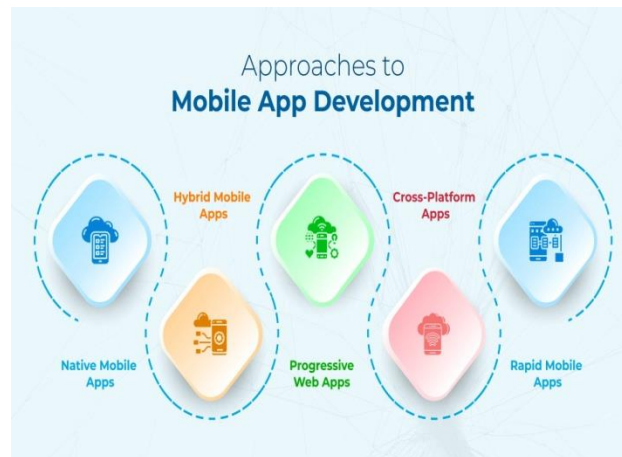 Approaches to
Mobile App Development
Hybrid Mobile
Apps
Cross-Platform
Apps
Native Mobile
Apps
Progressive
Web Apps
Rapid Mobile
Apps